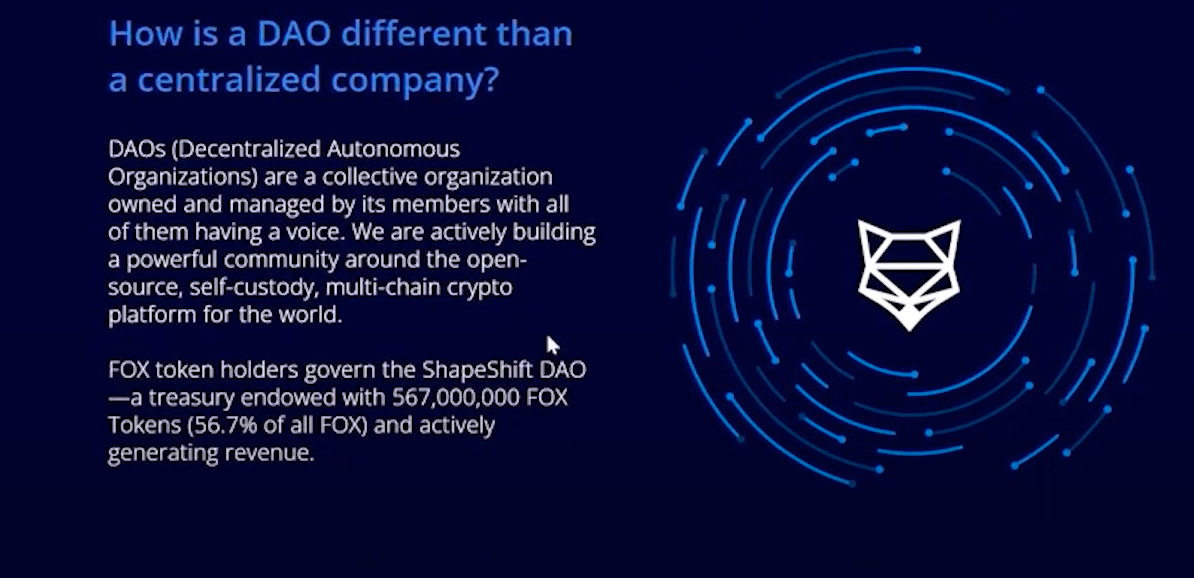 How is a DAO different than
a centralized company?
DAOs (Decentralized Autonomous
Organizations) are a collective organization
owned and managed by its members with all
of them having a voice. We are actively building
a powerful community around the open-
source, self-custody, multi-chain crypto
platform for the world.
FOX token holders govern the ShapeShift DAO
—a treasury endowed with 567,000,000 FOX
Tokens (56.7% of all FOX) and actively
generating revenue.